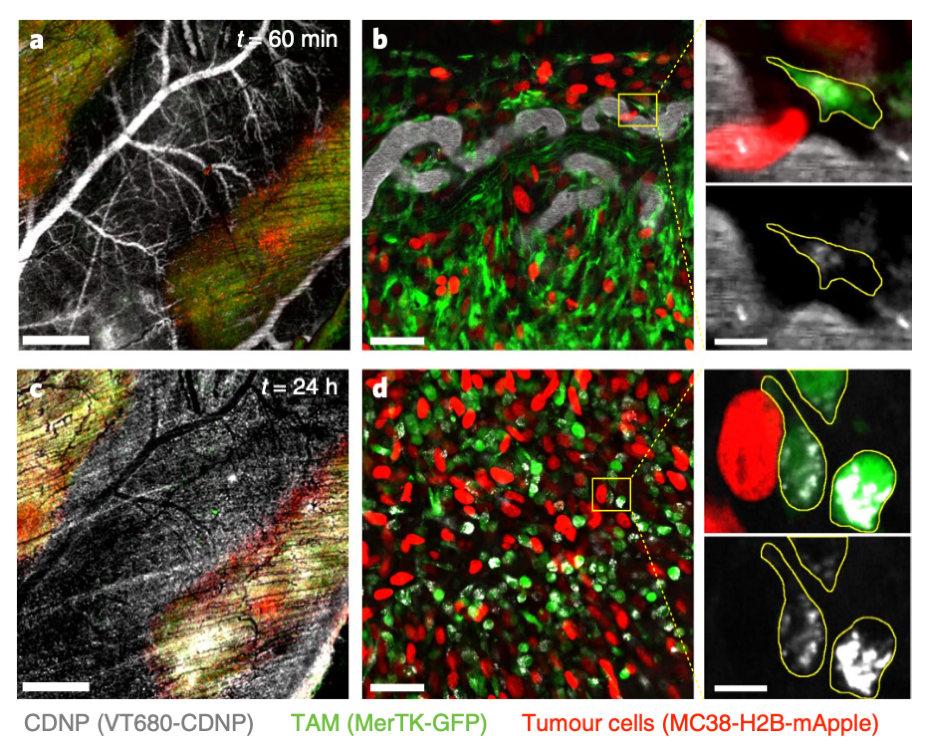 a
t = 60 min
b
c
t = 24 h
d
CDNP (VT680-CDNP) TAM (MerTK-GFP) Tumour cells (MC38-H2B-mApple)